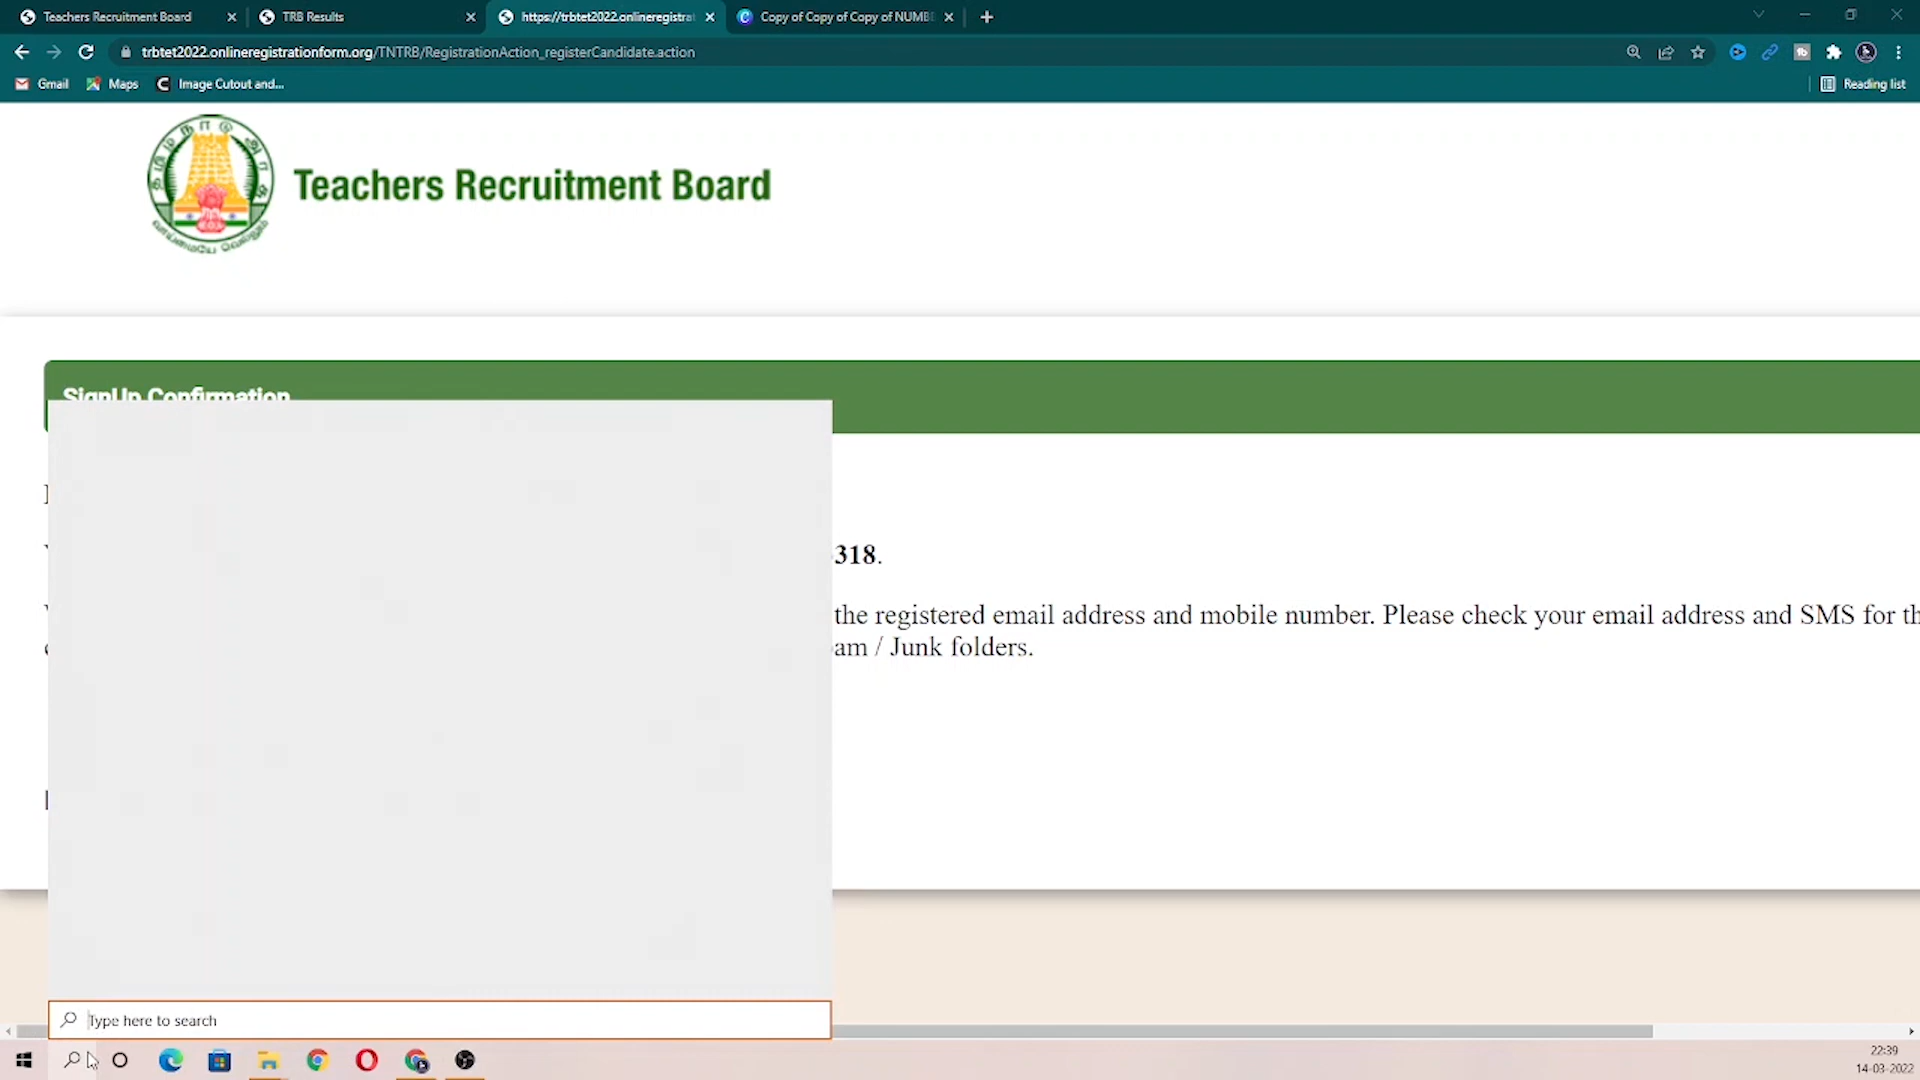 Teachers Recruitment Board
TRB Results
https://trbtet2022.onlineregistrat
Copy of Copy of Copy of NUMBE
trbtet2022.onlineregistrationform.org/TNTRB/RegistrationAction_registerCandidate.action
Gmail
Maps
Image Cutout and...
Reading list
Teachers Recruitment Board
SignUp Confirmation
318.
the registered email address and mobile number. Please check your email address and SMS for th
am / Junk folders.
Type here to search
22:39
14-03-2022